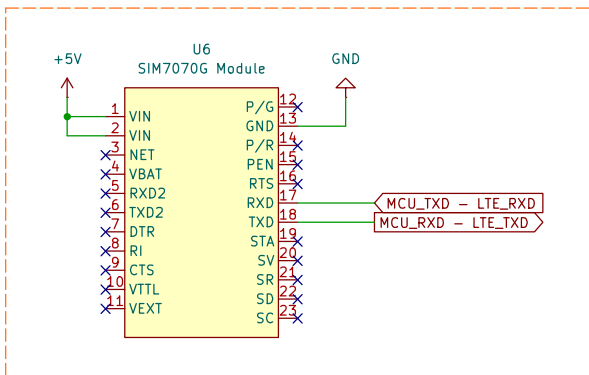 U6
SIM7070G Module
+5V
GND
1 VIN
2 VIN
3 NET
4 VBAT
5 RXD2
6 TXD2
7 DTR
8 RI
9 CTS
10 VTTL
11 VEXT
P/G 12
GND 13
P/R 14
PEN 15
RTS 16
RXD 17
TXD 18
STA 19
SV 20
SR 21
SD 22
SC 23
MCU_TXD - LTE_RXD
MCU_RXD - LTE_TXD